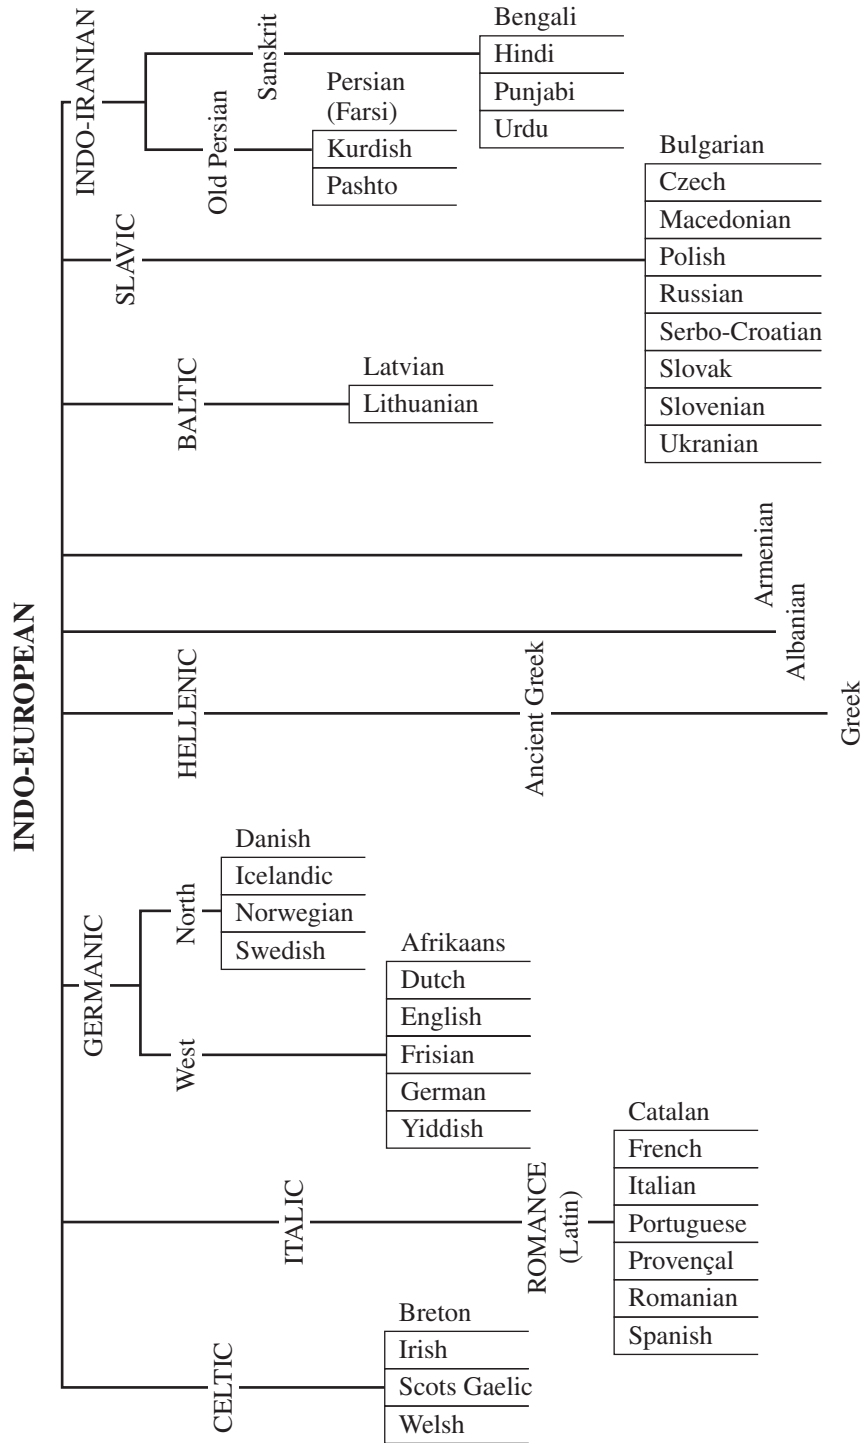 INDO-EUROPEAN
INDO-IRANIAN
Sanskrit
Bengali
Hindi
Punjabi
Urdu
Old Persian
Persian
(Farsi)
Kurdish
Pashto
SLAVIC
Bulgarian
Czech
Macedonian
Polish
Russian
Serbo-Croatian
Slovak
Slovenian
Ukranian
BALTIC
Latvian
Lithuanian
Armenian
Albanian
HELLENIC
Ancient Greek
Greek
GERMANIC
North
Danish
Icelandic
Norwegian
Swedish
West
Afrikaans
Dutch
English
Frisian
German
Yiddish
ITALIC
ROMANCE
(Latin)
Catalan
French
Italian
Portuguese
Provençal
Romanian
Spanish
CELTIC
Breton
Irish
Scots Gaelic
Welsh